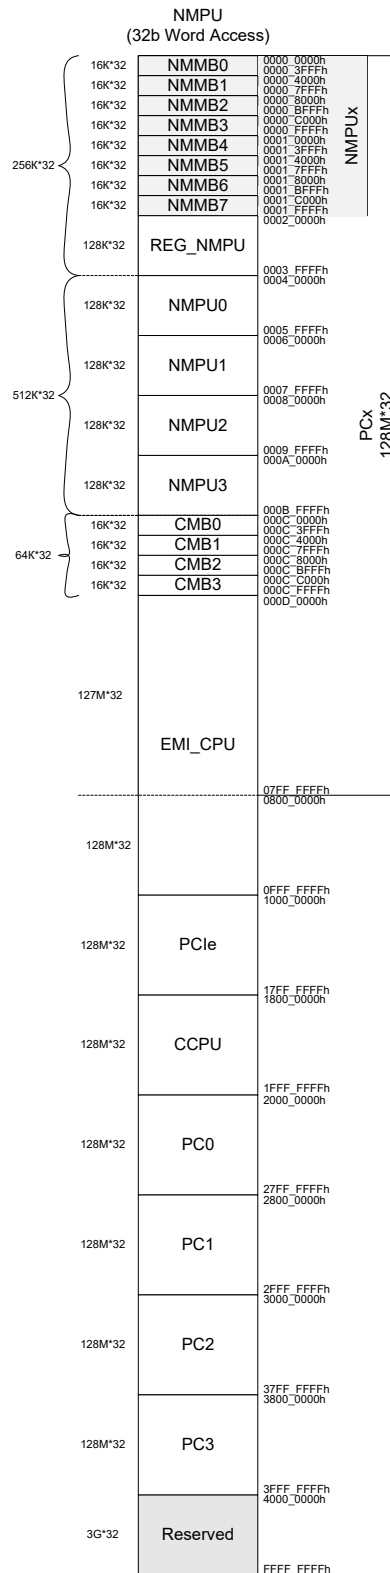 NMPU
(32b Word Access)
16K*32
NMMB0
0000_0000h
0000_3FFFh
16K*32
NMMB1
0000_4000h
0000_7FFFh
16K*32
NMMB2
0000_8000h
0000_BFFFh
16K*32
NMMB3
0000_C000h
0000_FFFFh
16K*32
NMMB4
0001_0000h
0001_3FFFh
256K*32
16K*32
NMMB5
0001_4000h
0001_7FFFh
16K*32
NMMB6
0001_8000h
0001_BFFFh
16K*32
NMMB7
0001_C000h
0001_FFFFh
NMPUx
0002_0000h
128K*32
REG_NMPU
0003_FFFFh
0004_0000h
128K*32
NMPU0
0005_FFFFh
0006_0000h
128K*32
NMPU1
0007_FFFFh
0008_0000h
512K*32
128K*32
NMPU2
0009_FFFFh
000A_0000h
PCx
128M*32
128K*32
NMPU3
000B_FFFFh
000C_0000h
16K*32
CMB0
000C_3FFFh
000C_4000h
16K*32
CMB1
000C_7FFFh
000C_8000h
64K*32
16K*32
CMB2
000C_BFFFh
000C_C000h
16K*32
CMB3
000C_FFFFh
000D_0000h
127M*32
EMI_CPU
07FF_FFFFh
0800_0000h
128M*32
0FFF_FFFFh
1000_0000h
128M*32
PCIe
17FF_FFFFh
1800_0000h
128M*32
CCPU
1FFF_FFFFh
2000_0000h
128M*32
PC0
27FF_FFFFh
2800_0000h
128M*32
PC1
2FFF_FFFFh
3000_0000h
128M*32
PC2
37FF_FFFFh
3800_0000h
128M*32
PC3
3FFF_FFFFh
4000_0000h
3G*32
Reserved
FFFF_FFFFh